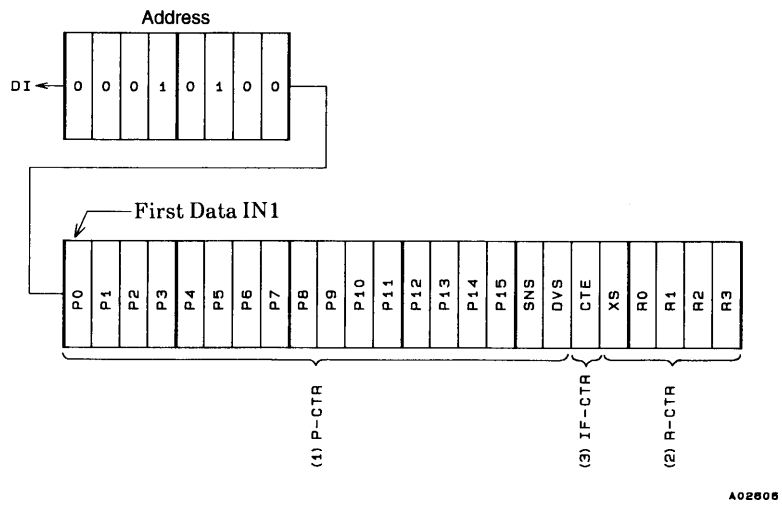 Address
DI 0 0 0 1 0 1 0 0
First Data IN1
P0 P1 P2 P3 P4 P5 P6 P7 P8 P9 P10 P11 P12 P13 P14 P15 SNS DVS CTE XS R0 R1 R2 R3
(1) P-CTR
(3) IF-CTR
(2) R-CTR
A02606